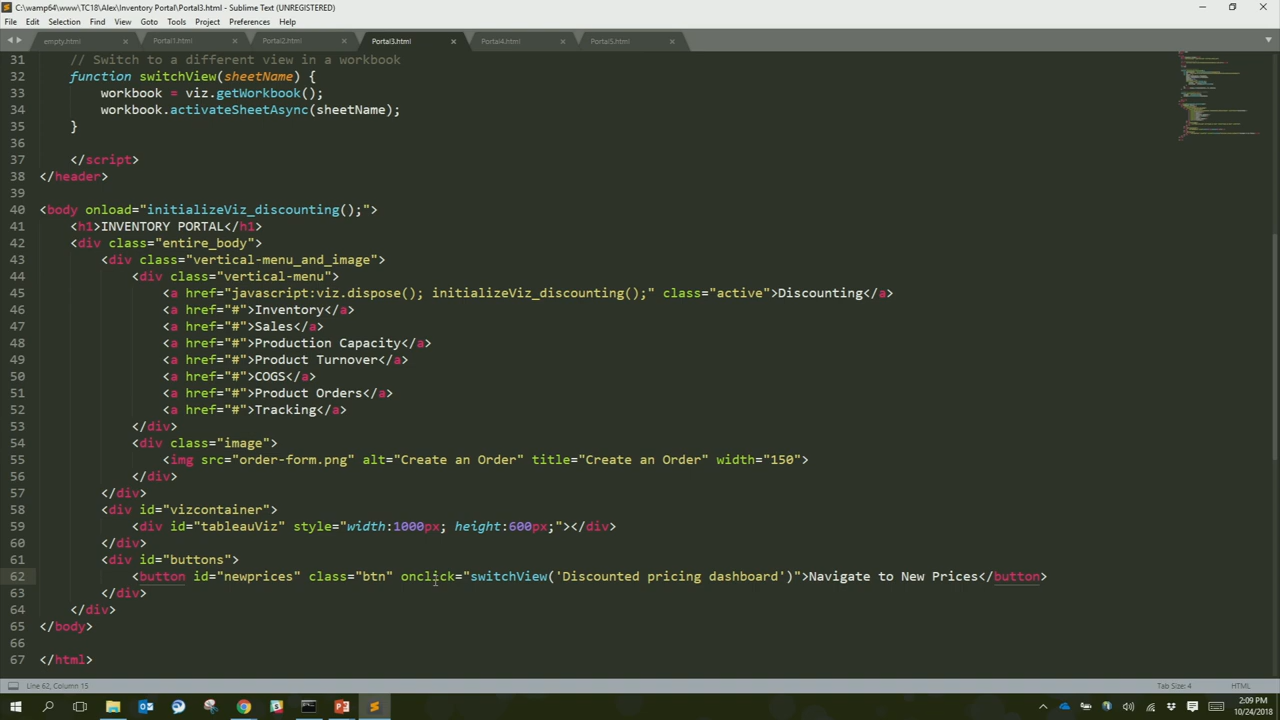 C:\wamp64\www\TC18\Alex\Inventory Portal\Portal3.html - Sublime Text (UNREGISTERED)
File Edit Selection Find View Goto Tools Project Preferences Help
empty.html Portal1.html Portal2.html Portal3.html Portal4.html Portal5.html
31 // Switch to a different view in a workbook
32 function switchView(sheetName) {
33 workbook = viz.getWorkbook();
34 workbook.activateSheetAsync(sheetName);
35 }
36
37 </script>
38 </header>
39
40 <body onload="initializeViz_discounting();">
41 <h1>INVENTORY PORTAL</h1>
42 <div class="entire_body">
43 <div class="vertical-menu_and_image">
44 <div class="vertical-menu">
45 <a href="javascript:viz.dispose(); initializeViz_discounting();" class="active">Discounting</a>
46 <a href="#">Inventory</a>
47 <a href="#">Sales</a>
48 <a href="#">Production Capacity</a>
49 <a href="#">Product Turnover</a>
50 <a href="#">COGS</a>
51 <a href="#">Product Orders</a>
52 <a href="#">Tracking</a>
53 </div>
54 <div class="image">
55 <img src="order-form.png" alt="Create an Order" title="Create an Order" width="150">
56 </div>
57 </div>
58 <div id="vizcontainer">
59 <div id="tableauViz" style="width:1000px; height:600px;"></div>
60 </div>
61 <div id="buttons">
62 <button id="newprices" class="btn" onclick="switchView('Discounted pricing dashboard')">Navigate to New Prices</button>
63 </div>
64 </div>
65 </body>
66
67 </html>
Line 62, Column 15 Tab Size: 4 HTML
2:09 PM
10/24/2018